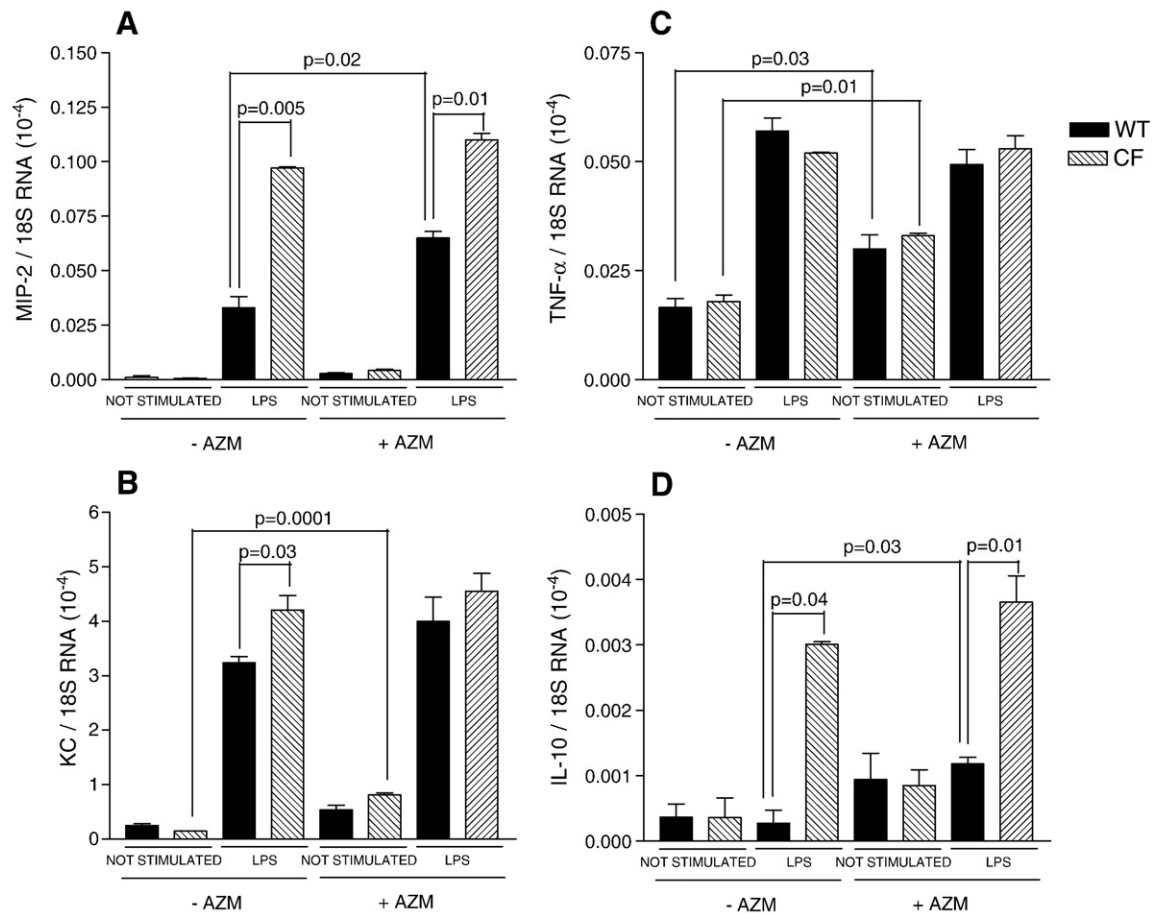 A
MIP-2 / 18S RNA (10⁻⁴)
0.150
0.125
0.100
0.075
0.050
0.025
0.000
p=0.02
p=0.005
p=0.01
NOT STIMULATED LPS NOT STIMULATED LPS
- AZM + AZM
C
TNF-α / 18S RNA (10⁻⁴)
0.075
0.050
0.025
0.000
p=0.03
p=0.01
NOT STIMULATED LPS NOT STIMULATED LPS
- AZM + AZM
WT
CF
B
KC / 18S RNA (10⁻⁴)
6
5
4
3
2
1
0
p=0.0001
p=0.03
NOT STIMULATED LPS NOT STIMULATED LPS
- AZM + AZM
D
IL-10 / 18S RNA (10⁻⁴)
0.005
0.004
0.003
0.002
0.001
0.000
p=0.03 p=0.01
p=0.04
NOT STIMULATED LPS NOT STIMULATED LPS
- AZM + AZM